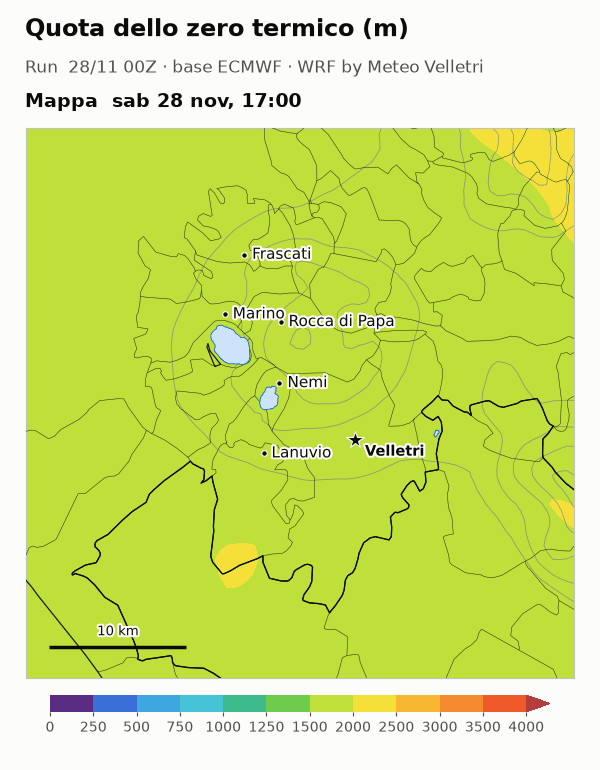 Quota dello zero termico (m)
Run  28/11 00Z · base ECMWF · WRF by Meteo Velletri
Mappa  sab 28 nov, 17:00
Frascati
Marino
Rocca di Papa
Nemi
Velletri
Lanuvio
10 km
0 250 500 750 1000 1250 1500 2000 2500 3000 3500 4000